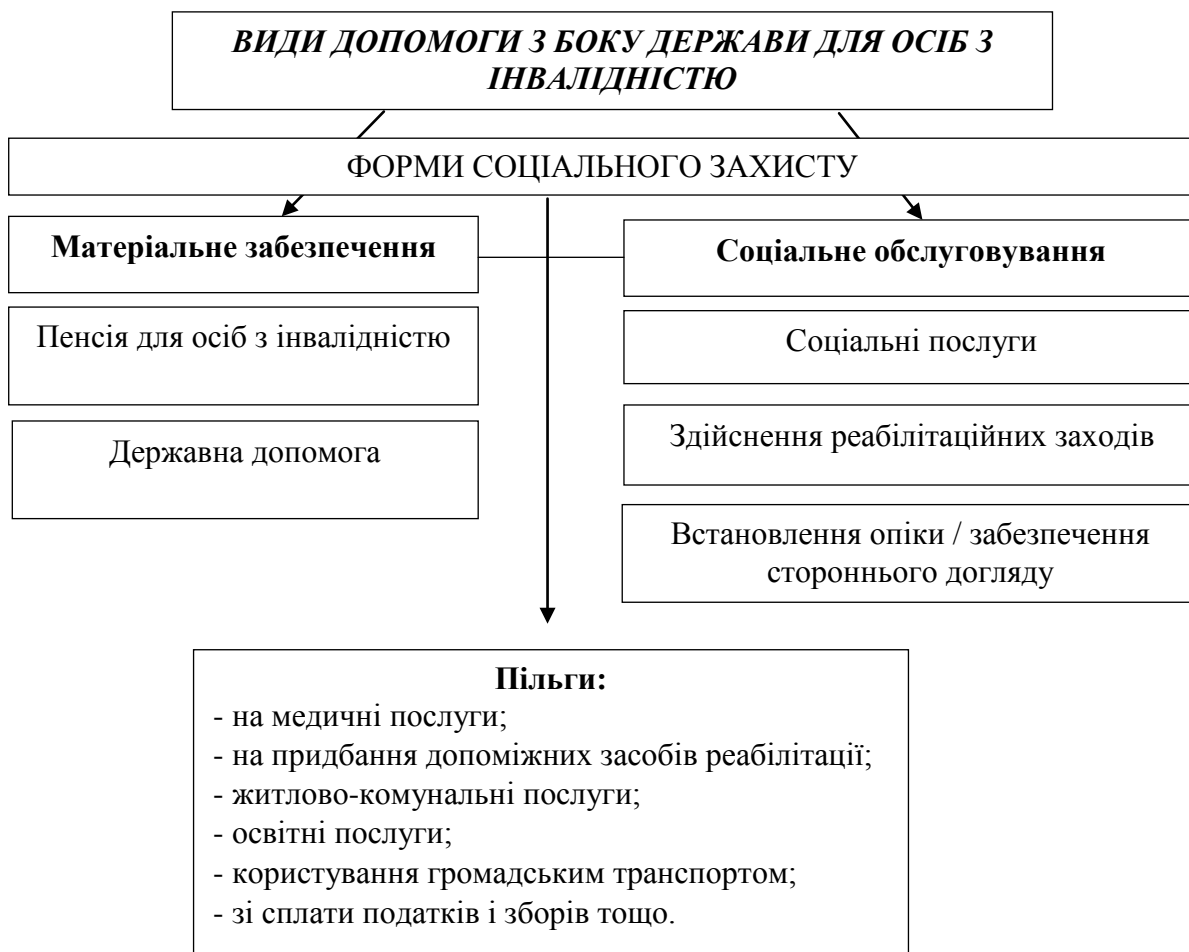 ВИДИ ДОПОМОГИ З БОКУ ДЕРЖАВИ ДЛЯ ОСІБ З
ІНВАЛІДНІСТЮ
ФОРМИ СОЦІАЛЬНОГО ЗАХИСТУ
Матеріальне забезпечення
Пенсія для осіб з інвалідністю
Державна допомога
Соціальне обслуговування
Соціальні послуги
Здійснення реабілітаційних заходів
Встановлення опіки / забезпечення
стороннього догляду
Пільги:
- на медичні послуги;
- на придбання допоміжних засобів реабілітації;
- житлово-комунальні послуги;
- освітні послуги;
- користування громадським транспортом;
- зі сплати податків і зборів тощо.